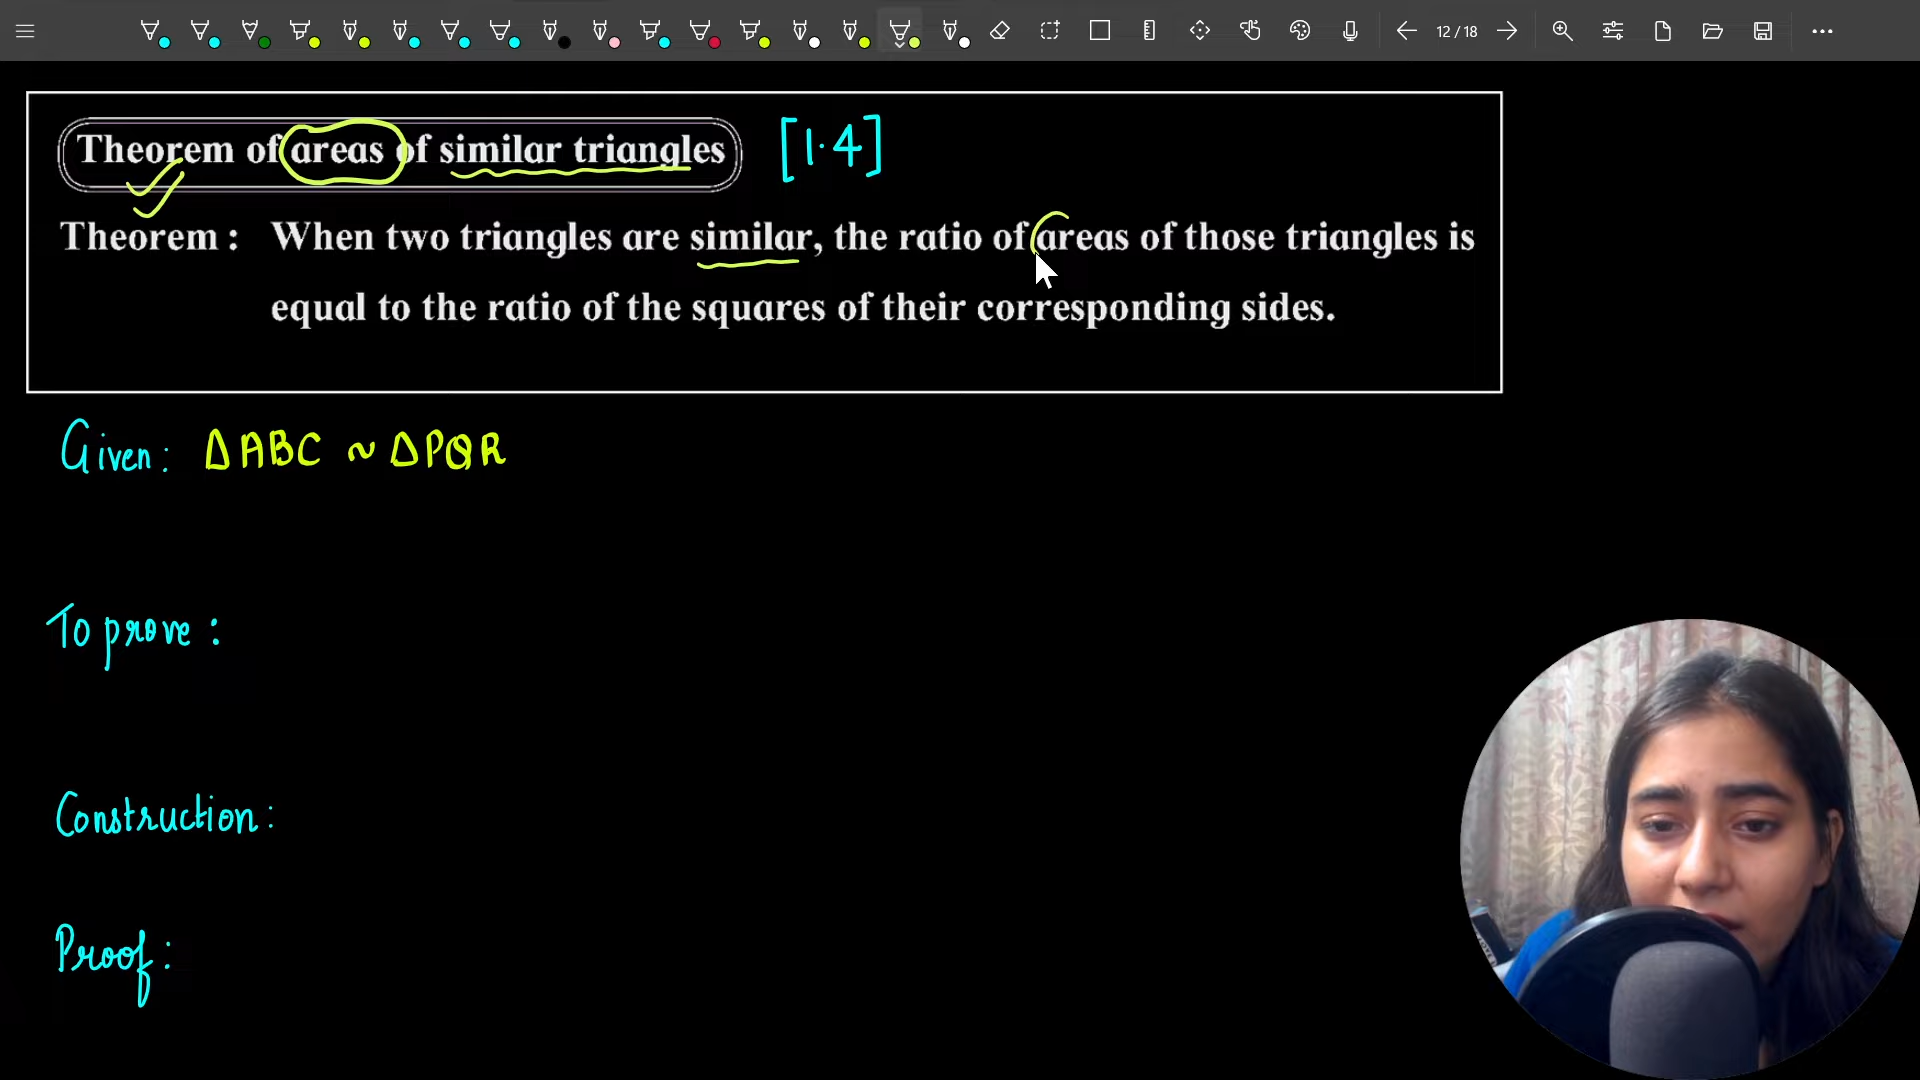 12 / 18
Theorem of areas of similar triangles [1.4]
Theorem : When two triangles are similar, the ratio of areas of those triangles is
equal to the ratio of the squares of their corresponding sides.
Given: ΔABC ~ ΔPQR
To prove :
Construction:
Proof: